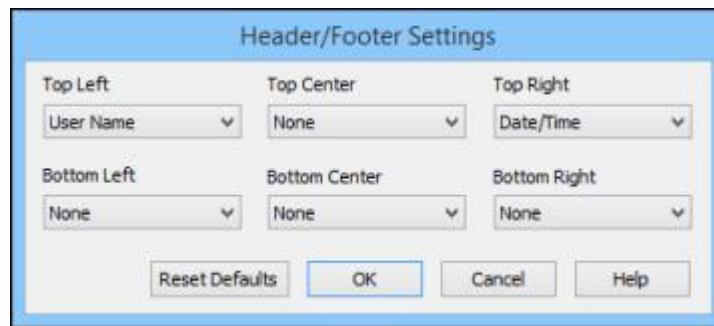 Header/Footer Settings
Top Left Top Center Top Right
User Name None Date/Time
Bottom Left Bottom Center Bottom Right
None None None
Reset Defaults OK Cancel Help